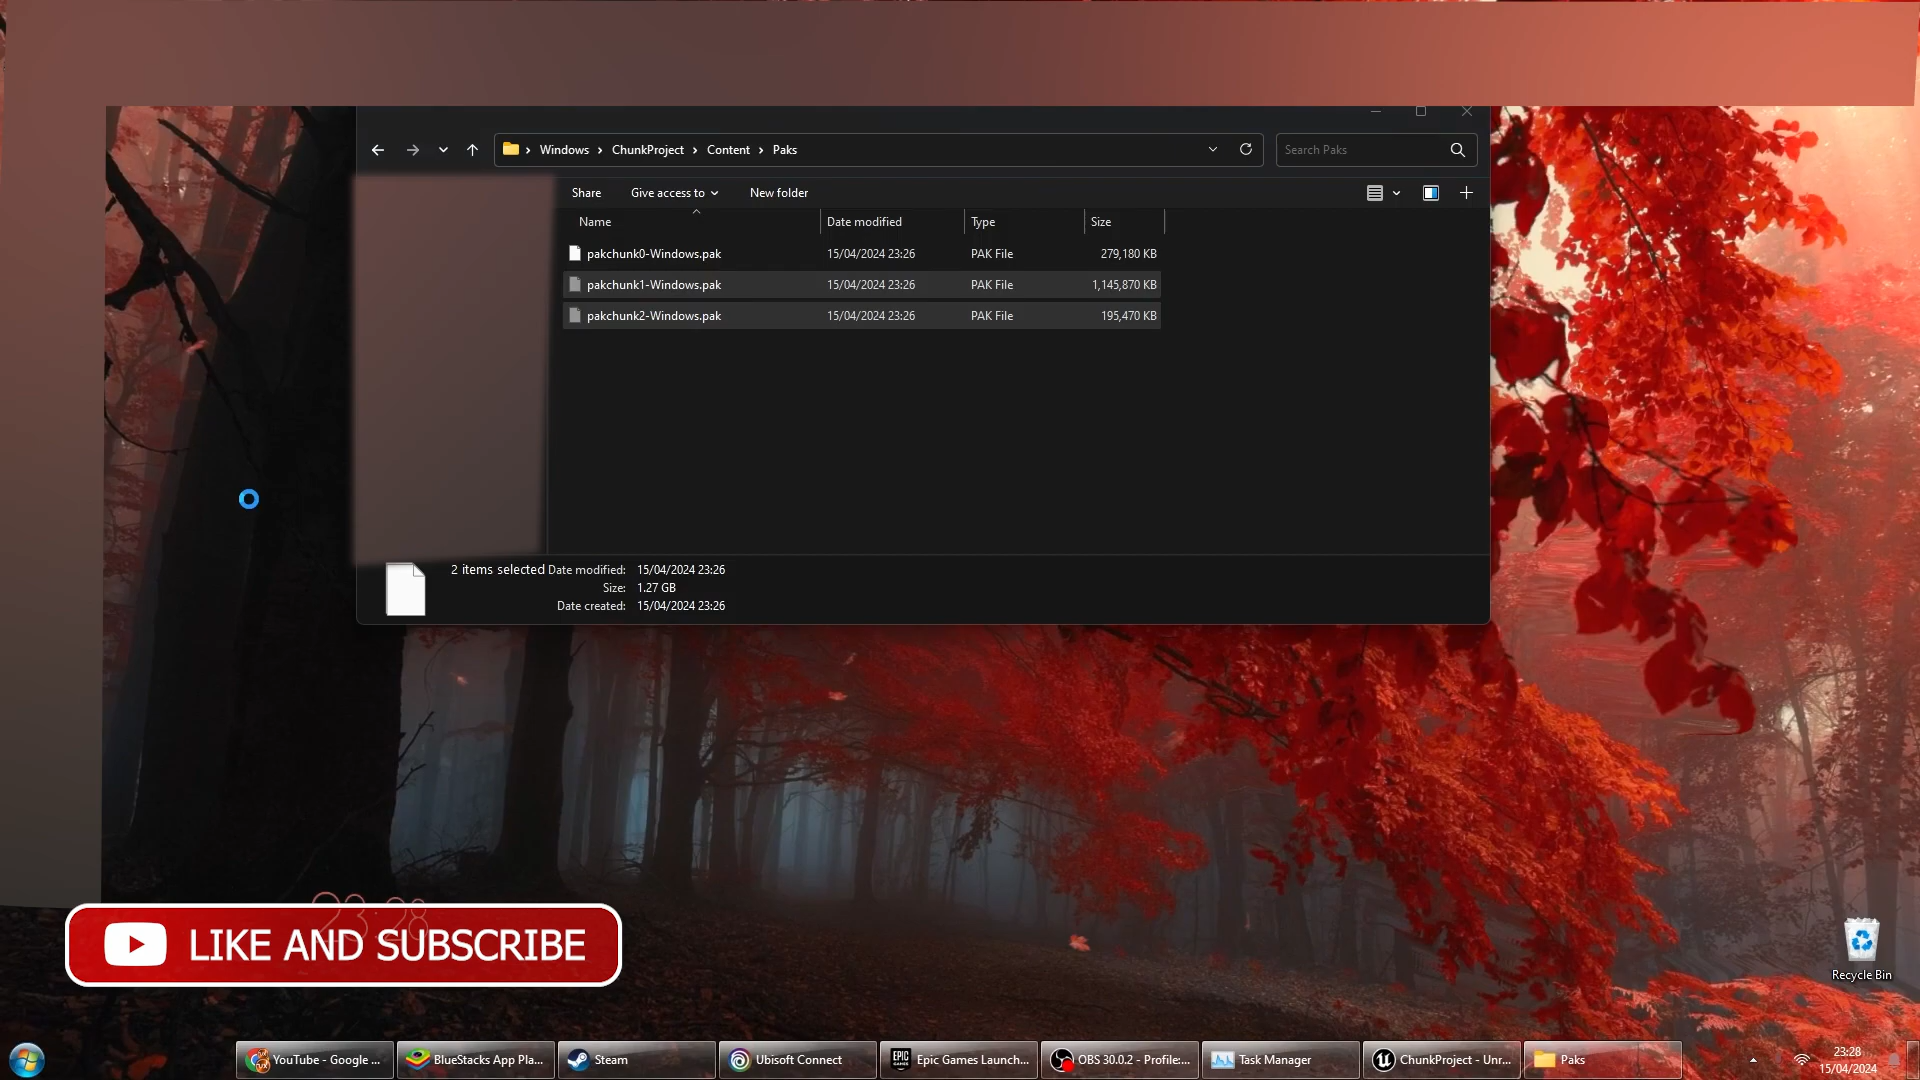 Windows > ChunkProject > Content > Paks
Search Paks
Share Give access to New folder
Name Date modified Type Size
pakchunk0-Windows.pak 15/04/2024 23:26 PAK File 279,180 KB
pakchunk1-Windows.pak 15/04/2024 23:26 PAK File 1,145,870 KB
pakchunk2-Windows.pak 15/04/2024 23:26 PAK File 195,470 KB
2 items selected Date modified: 15/04/2024 23:26
Size: 1.27 GB
Date created: 15/04/2024 23:26
23:28
LIKE AND SUBSCRIBE
Recycle Bin
YouTube - Google ...
BlueStacks App Pla...
Steam
Ubisoft Connect
EPIC GAMES
Epic Games Launch...
OBS 30.0.2 - Profile:...
Task Manager
ChunkProject - Unr...
Paks
23:28
15/04/2024